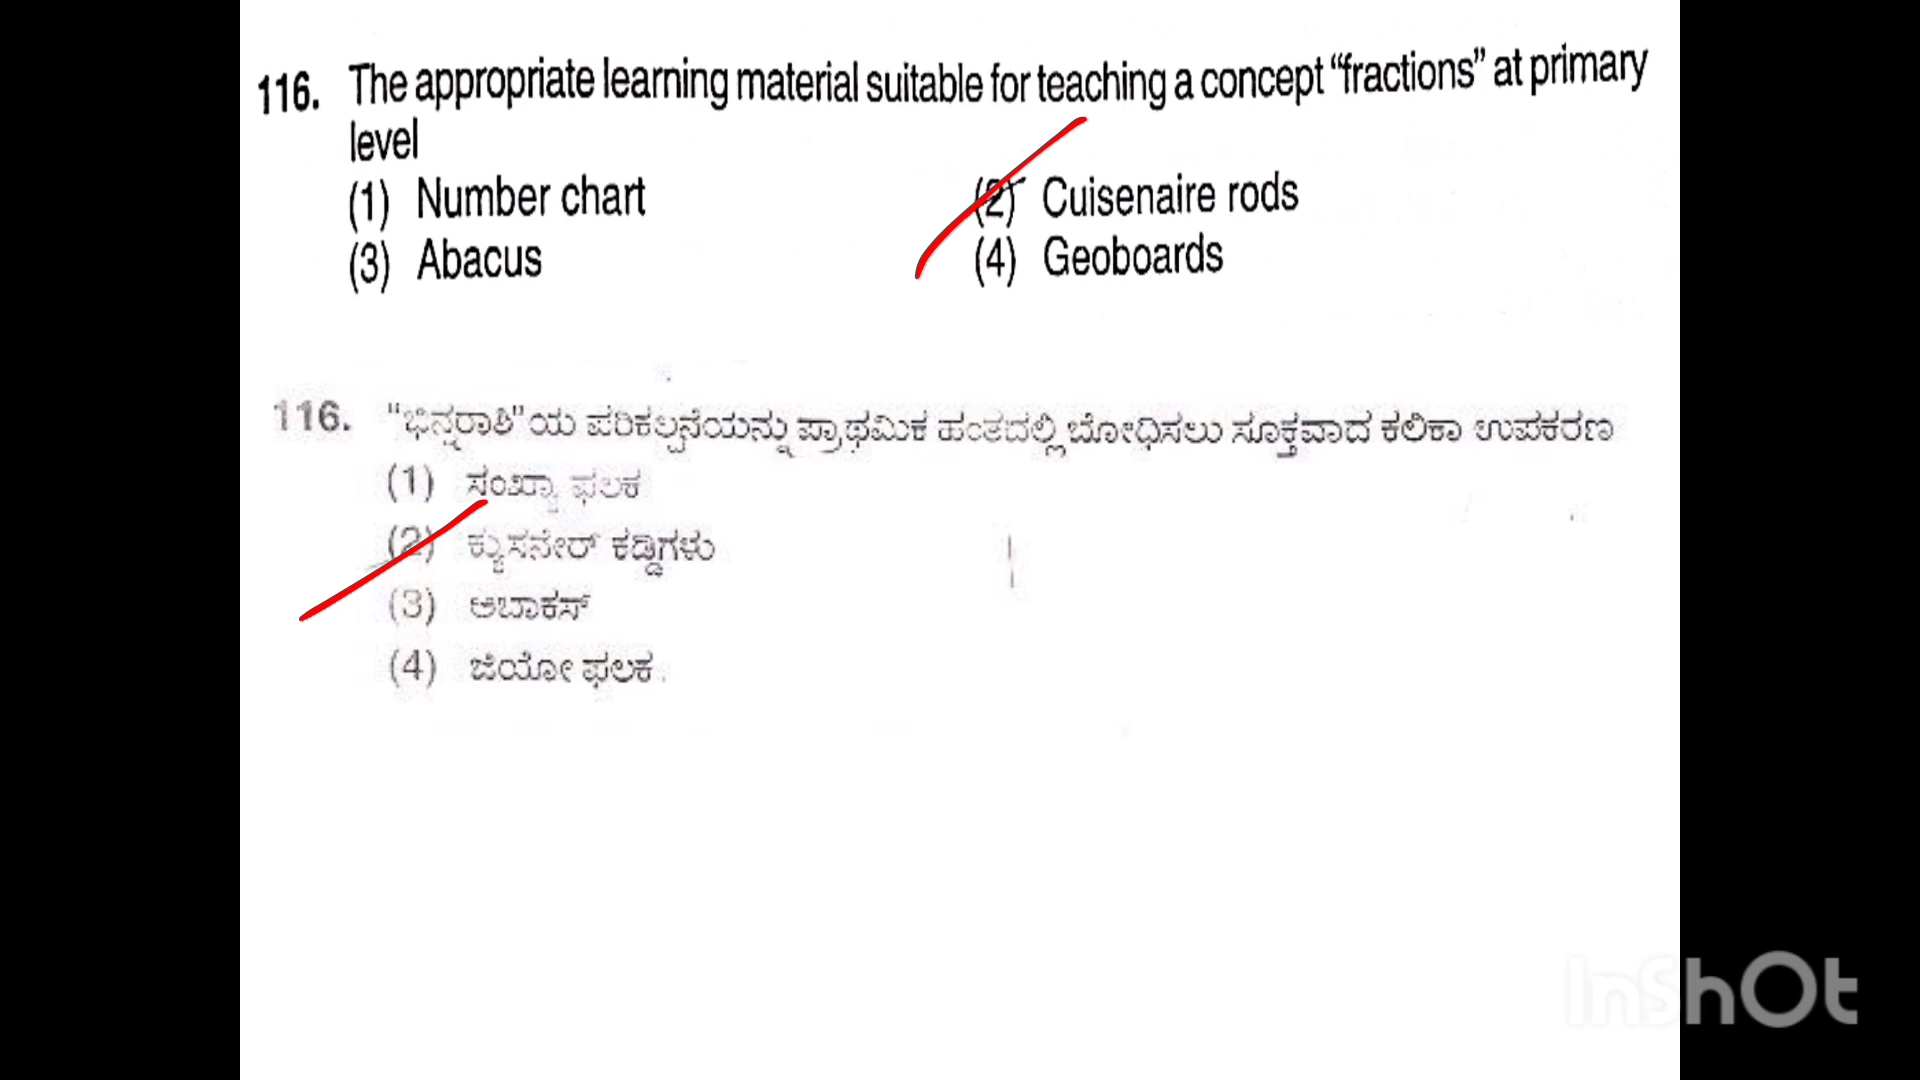 116. The appropriate learning material suitable for teaching a concept “fractions” at primary
level
(1) Number chart (2) Cuisenaire rods
(3) Abacus (4) Geoboards
116. "ಭಿನ್ನರಾಶಿ"ಯ ಪರಿಕಲ್ಪನೆಯನ್ನು ಪ್ರಾಥಮಿಕ ಹಂತದಲ್ಲಿ ಬೋಧಿಸಲು ಸೂಕ್ತವಾದ ಕಲಿಕಾ ಉಪಕರಣ
(1) ಸಂಖ್ಯಾ ಫಲಕ
(2) ಕ್ಯುಸನೇರ್ ಕಡ್ಡಿಗಳು
(3) ಅಬಾಕಸ್
(4) ಜಿಯೋ ಫಲಕ.
InShOt